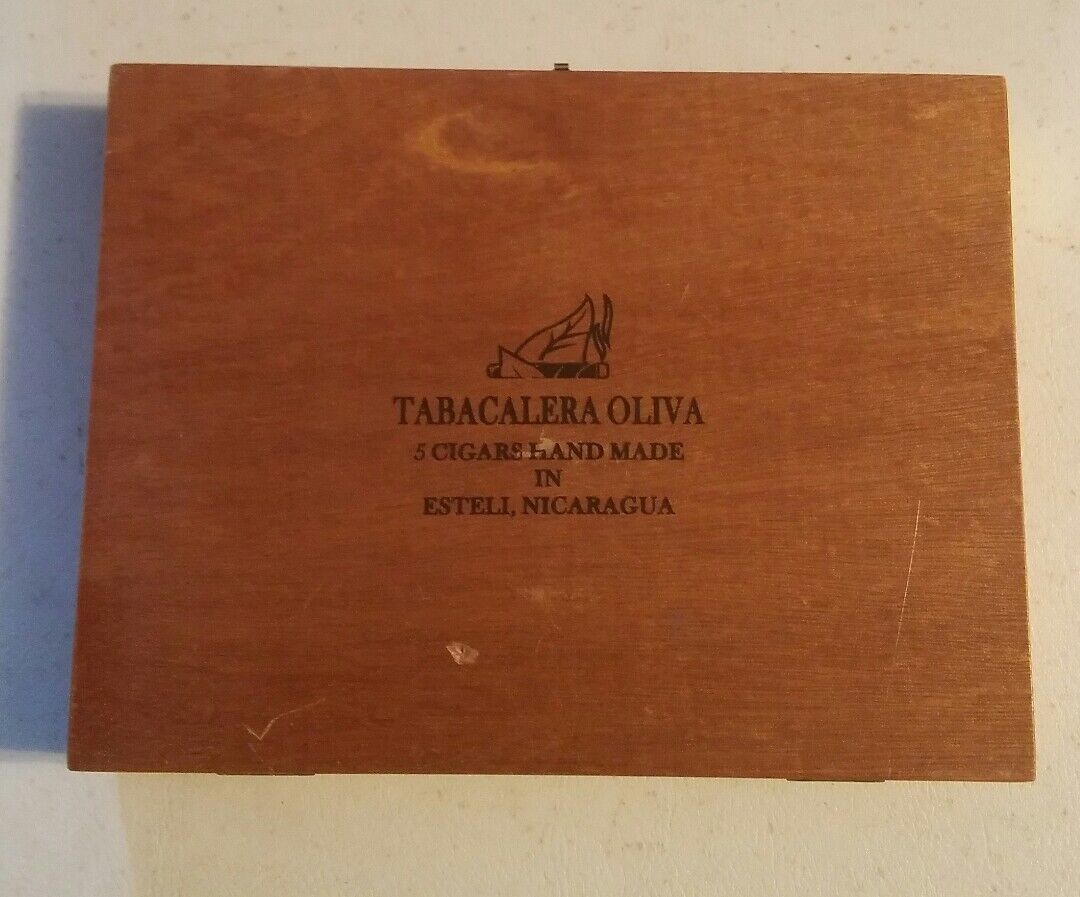 TABACALERA OLIVA
5 CIGARS HAND MADE
IN
ESTELI, NICARAGUA